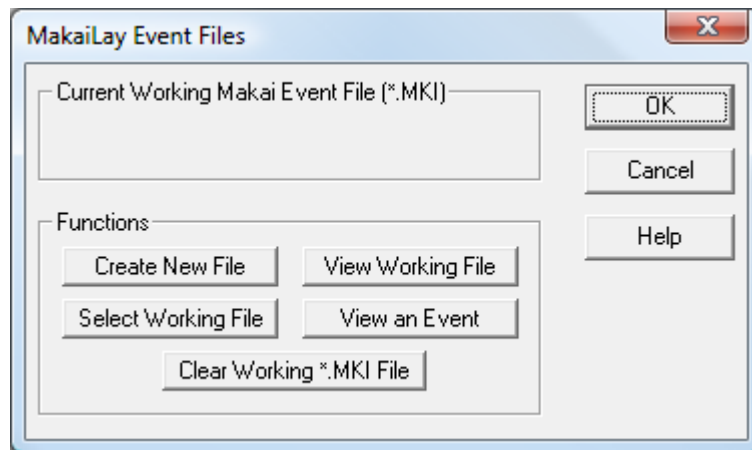 MakaiLay Event Files
Current Working Makai Event File (*.MKI)
OK
Cancel
Help
Functions
Create New File
View Working File
Select Working File
View an Event
Clear Working *.MKI File